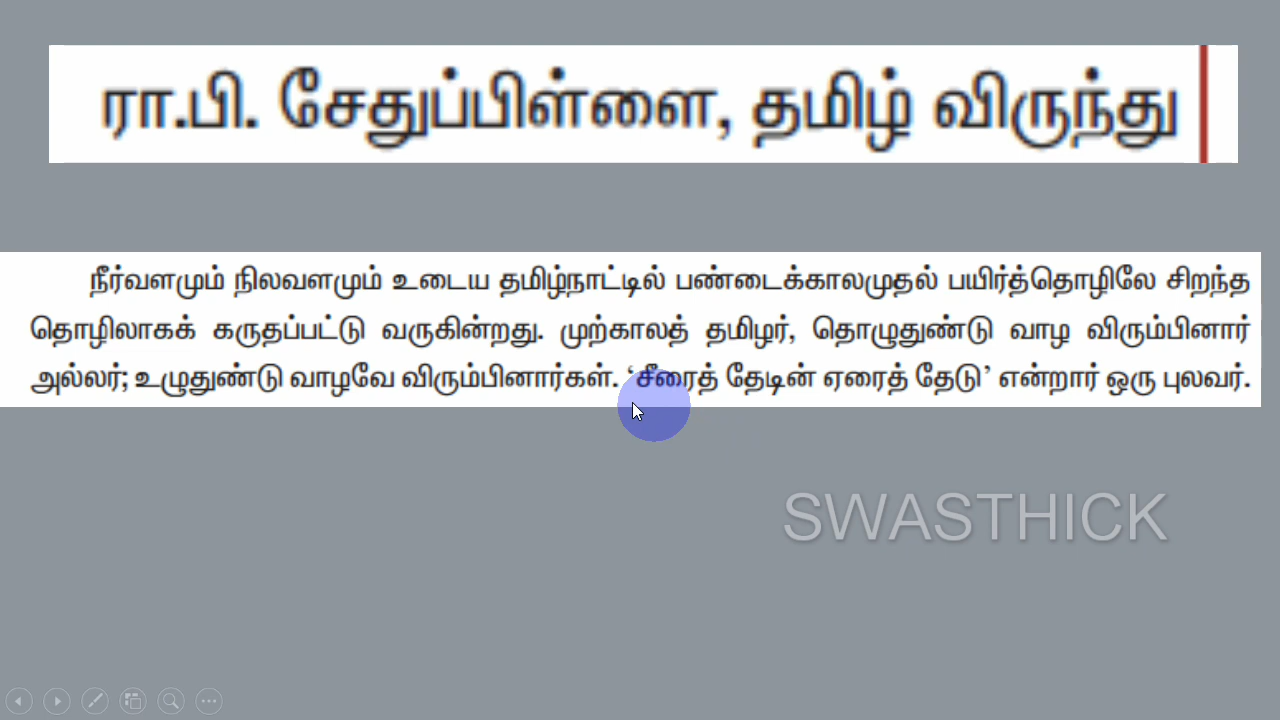 ரா.பி. சேதுப்பிள்ளை, தமிழ் விருந்து
நீர்வளமும் நிலவளமும் உடைய தமிழ்நாட்டில் பண்டைக்காலமுதல் பயிர்த்தொழிலே சிறந்த
தொழிலாகக் கருதப்பட்டு வருகின்றது. முற்காலத் தமிழர், தொழுதுண்டு வாழ விரும்பினார்
அல்லர்; உழுதுண்டு வாழவே விரும்பினார்கள். ‘சீரைத் தேடின் ஏரைத் தேடு’ என்றார் ஒரு புலவர்.
SWASTHICK